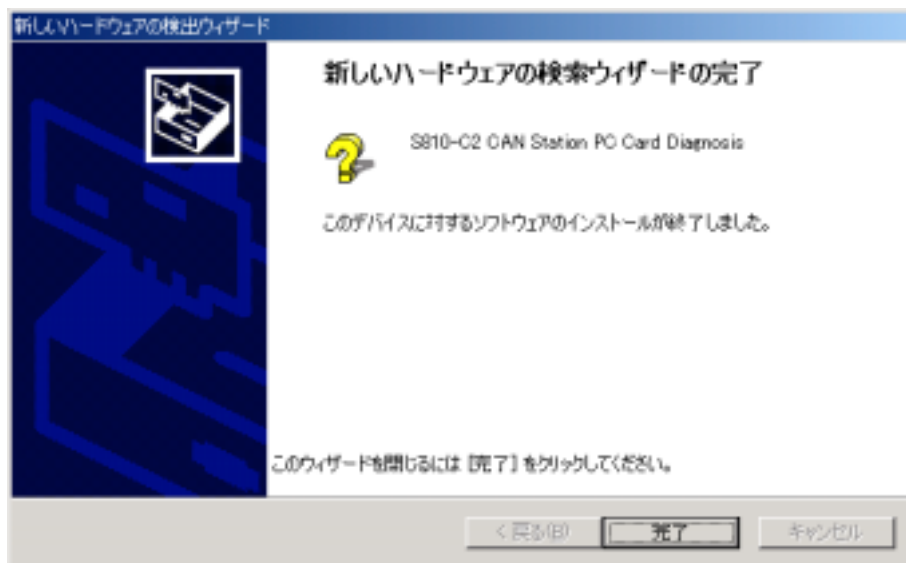 新しいハードウェアの検出ウィザード
新しいハードウェアの検索ウィザードの完了
S810-C2 CAN Station PC Card Diagnosis
このデバイスに対するソフトウェアのインストールが終了しました。
このウィザードを閉じるには [完了] をクリックしてください。
< 戻る(B)
完了
キャンセル